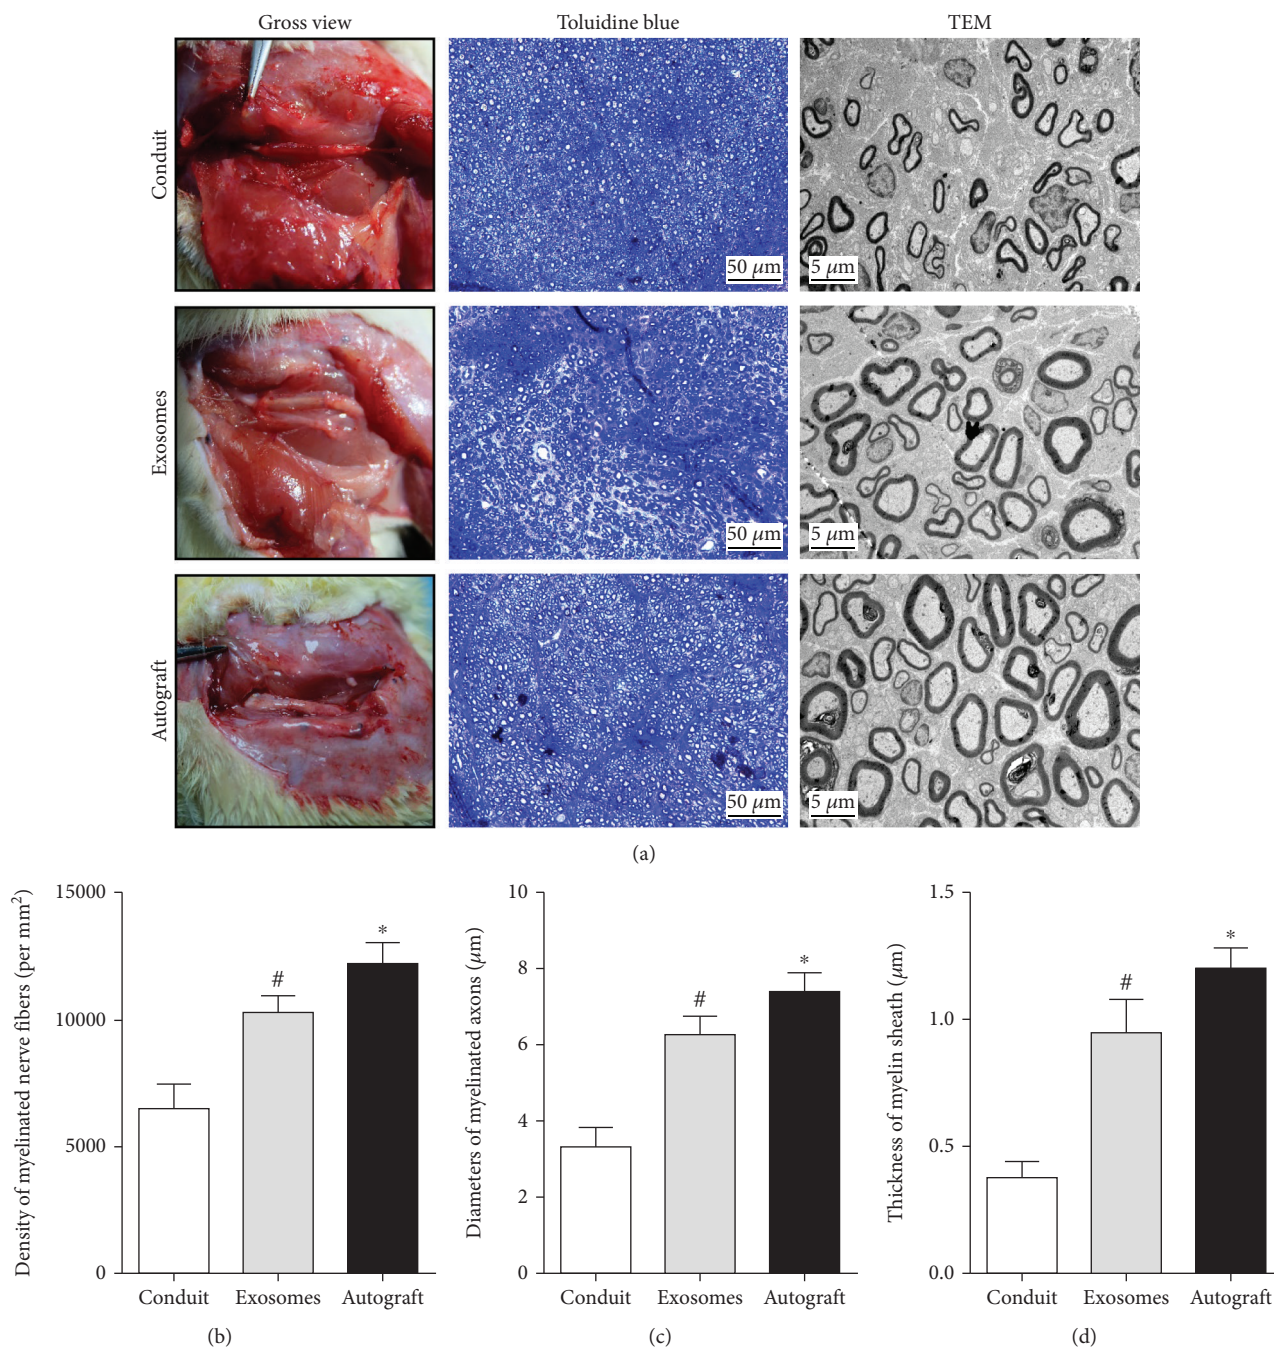 Gross view
Toluidine blue
TEM
Conduit
50 μm
5 μm
Exosomes
50 μm
5 μm
Autograft
50 μm
5 μm
(a)
Density of myelinated nerve fibers (per mm²)
15000
10000
5000
0
#
*
Conduit Exosomes Autograft
(b)
Diameters of myelinated axons (μm)
10
8
6
4
2
0
#
*
Conduit Exosomes Autograft
(c)
Thickness of myelin sheath (μm)
1.5
1.0
0.5
0.0
#
*
Conduit Exosomes Autograft
(d)